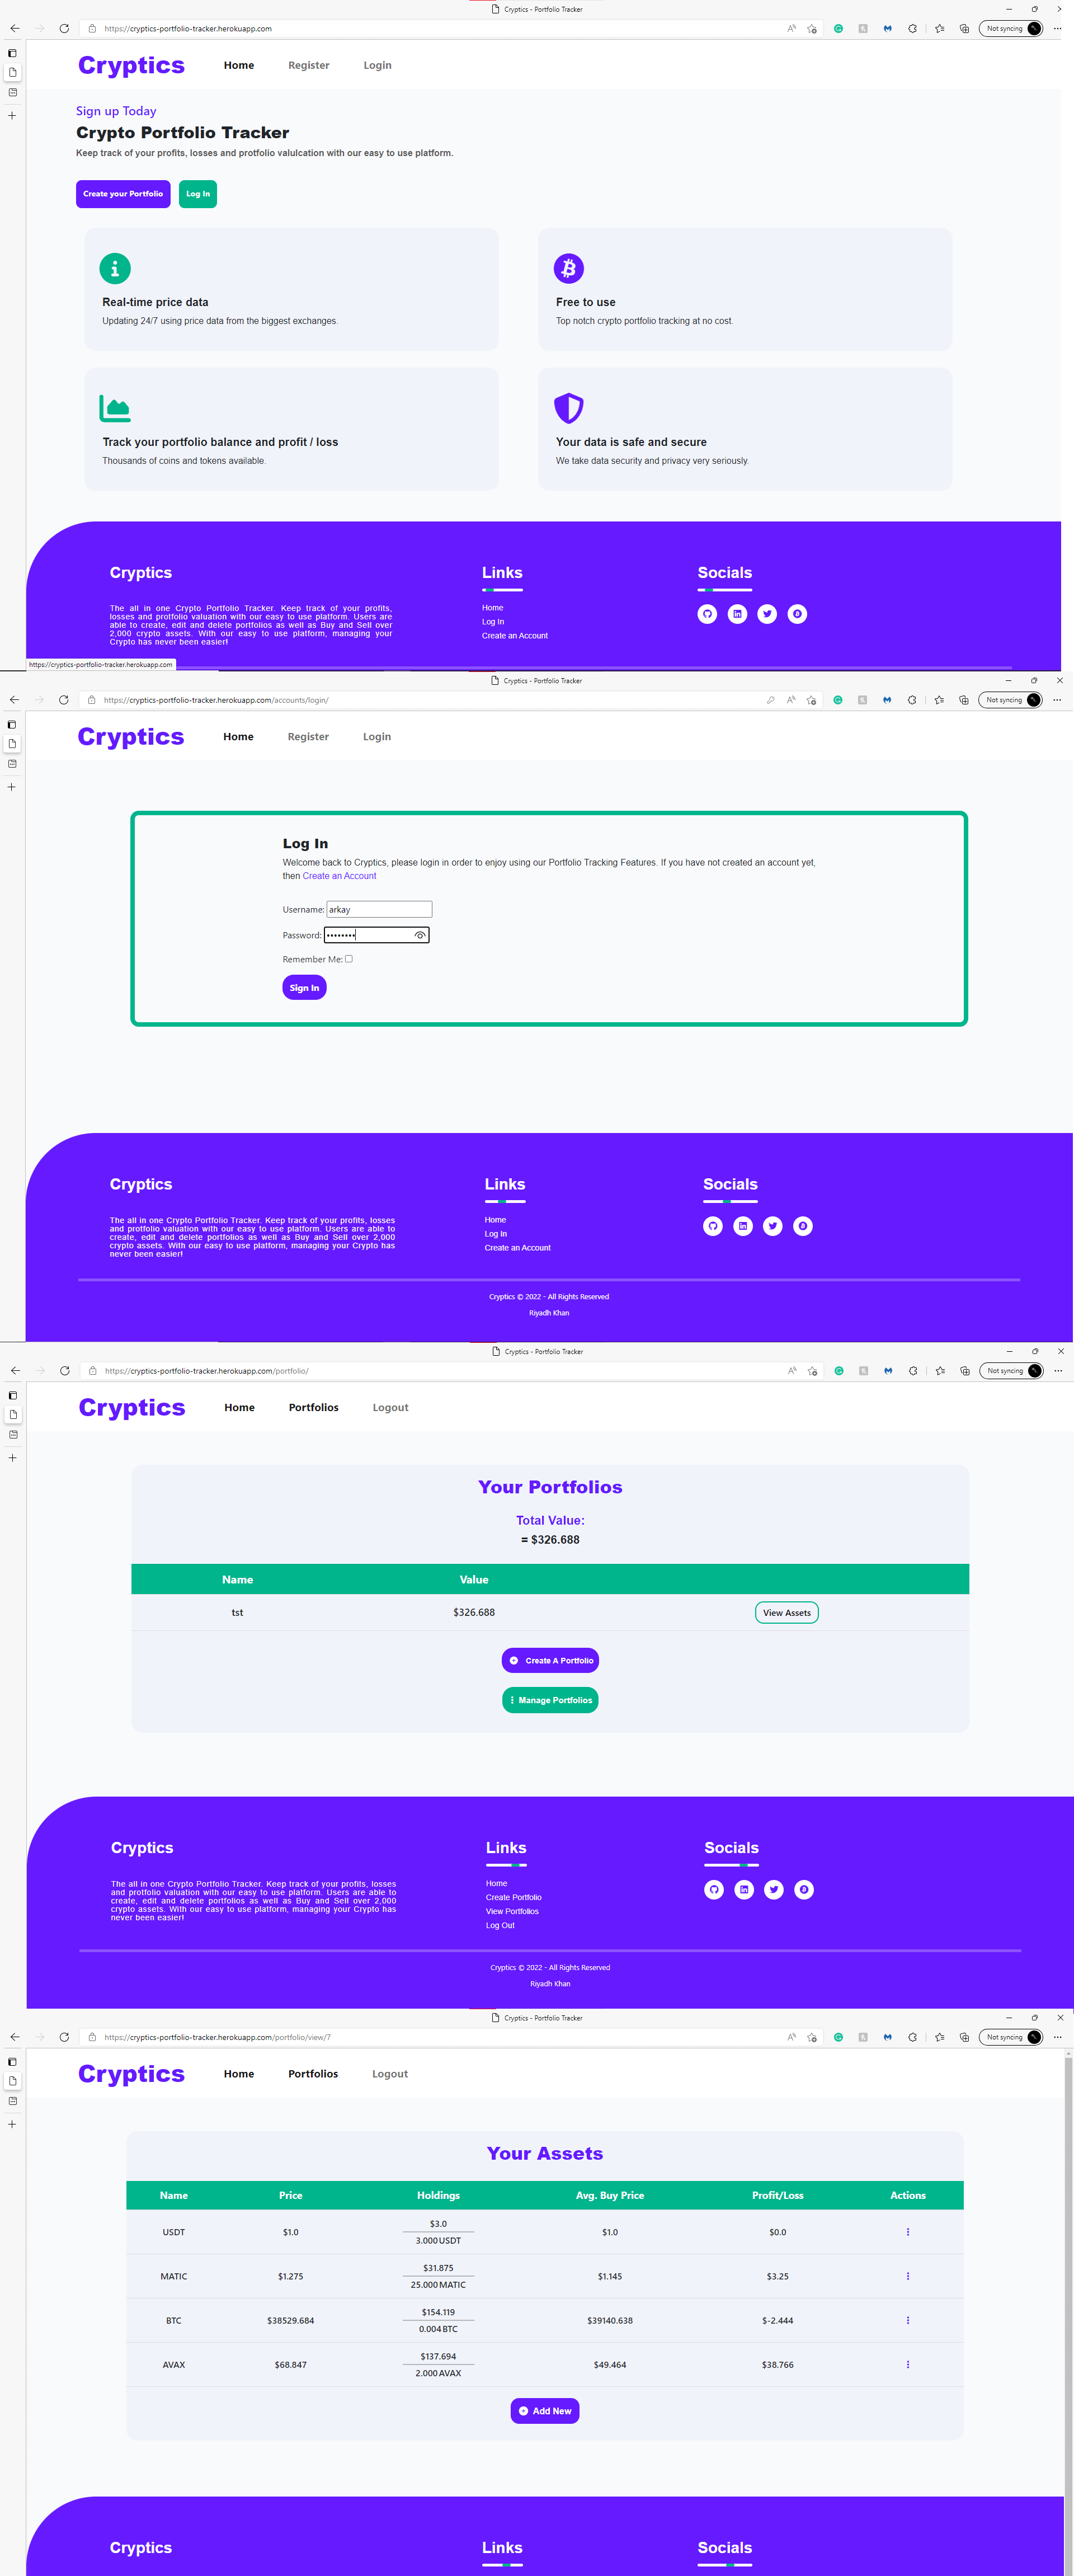 Cryptics - Portfolio Tracker
https://cryptics-portfolio-tracker.herokuapp.com
Not syncing
Cryptics
Home
Register
Login
Sign up Today
Crypto Portfolio Tracker
Keep track of your profits, losses and protfolio valulcation with our easy to use platform.
Create your Portfolio
Log In
Real-time price data
Updating 24/7 using price data from the biggest exchanges.
Free to use
Top notch crypto portfolio tracking at no cost.
Track your portfolio balance and profit / loss
Thousands of coins and tokens available.
Your data is safe and secure
We take data security and privacy very seriously.
Cryptics
The all in one Crypto Portfolio Tracker. Keep track of your profits,
losses and protfolio valuation with our easy to use platform. Users are
able to create, edit and delete portfolios as well as Buy and Sell over
2,000 crypto assets. With our easy to use platform, managing your
Crypto has never been easier!
Links
Home
Log In
Create an Account
Socials
https://cryptics-portfolio-tracker.herokuapp.com
Cryptics - Portfolio Tracker
https://cryptics-portfolio-tracker.herokuapp.com/accounts/login/
Not syncing
Cryptics
Home
Register
Login
Log In
Welcome back to Cryptics, please login in order to enjoy using our Portfolio Tracking Features. If you have not created an account yet,
then Create an Account
Username: arkay
Password: ••••••••
Remember Me:
Sign In
Cryptics
The all in one Crypto Portfolio Tracker. Keep track of your profits, losses
and protfolio valuation with our easy to use platform. Users are able to
create, edit and delete portfolios as well as Buy and Sell over 2,000
crypto assets. With our easy to use platform, managing your Crypto has
never been easier!
Links
Home
Log In
Create an Account
Socials
Cryptics © 2022 - All Rights Reserved
Riyadh Khan
Cryptics - Portfolio Tracker
https://cryptics-portfolio-tracker.herokuapp.com/portfolio/
Not syncing
Cryptics
Home
Portfolios
Logout
Your Portfolios
Total Value:
= $326.688
Name Value
tst $326.688 View Assets
Create A Portfolio
Manage Portfolios
Cryptics
The all in one Crypto Portfolio Tracker. Keep track of your profits, losses
and protfolio valuation with our easy to use platform. Users are able to
create, edit and delete portfolios as well as Buy and Sell over 2,000
crypto assets. With our easy to use platform, managing your Crypto has
never been easier!
Links
Home
Create Portfolio
View Portfolios
Log Out
Socials
Cryptics © 2022 - All Rights Reserved
Riyadh Khan
Cryptics - Portfolio Tracker
https://cryptics-portfolio-tracker.herokuapp.com/portfolio/view/7
Not syncing
Cryptics
Home
Portfolios
Logout
Your Assets
Name Price Holdings Avg. Buy Price Profit/Loss Actions
USDT $1.0 $3.0 3.000 USDT $1.0 $0.0
MATIC $1.275 $31.875 25.000 MATIC $1.145 $3.25
BTC $38529.684 $154.119 0.004 BTC $39140.638 $-2.444
AVAX $68.847 $137.694 2.000 AVAX $49.464 $38.766
Add New
Cryptics
Links
Socials